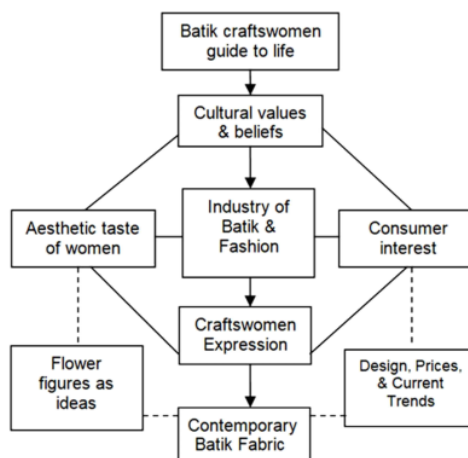 Batik craftswomen
guide to life
Cultural values
& beliefs
Aesthetic taste
of women
Industry of
Batik &
Fashion
Consumer
interest
Craftswomen
Expression
Flower
figures as
ideas
Design, Prices,
& Current
Trends
Contemporary
Batik Fabric